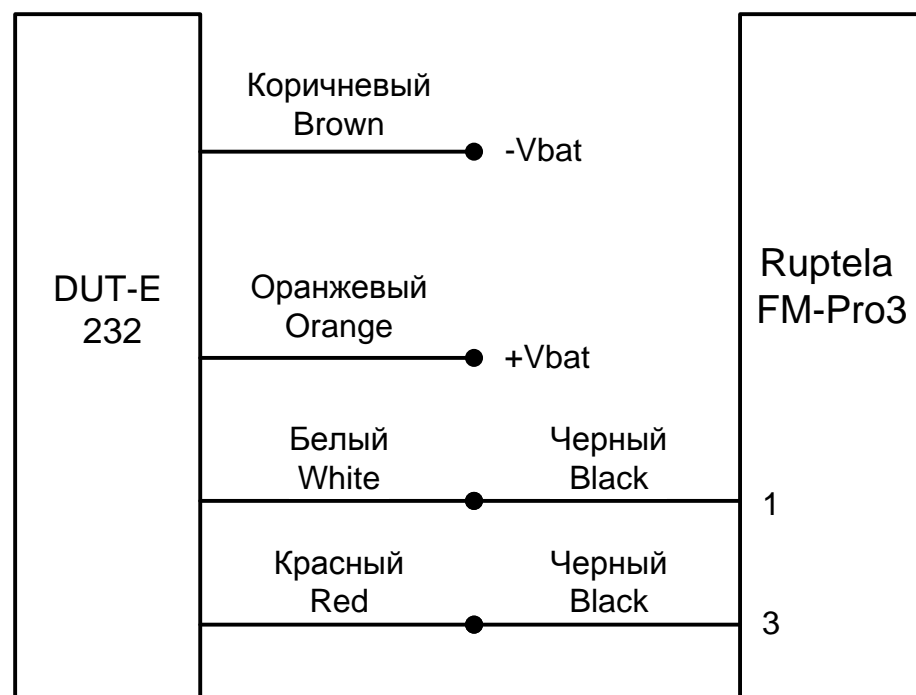 Коричневый
Brown
-Vbat
DUT-E
232
Оранжевый
Orange
+Vbat
Ruptela
FM-Pro3
Белый
White
Черный
Black
1
Красный
Red
Черный
Black
3